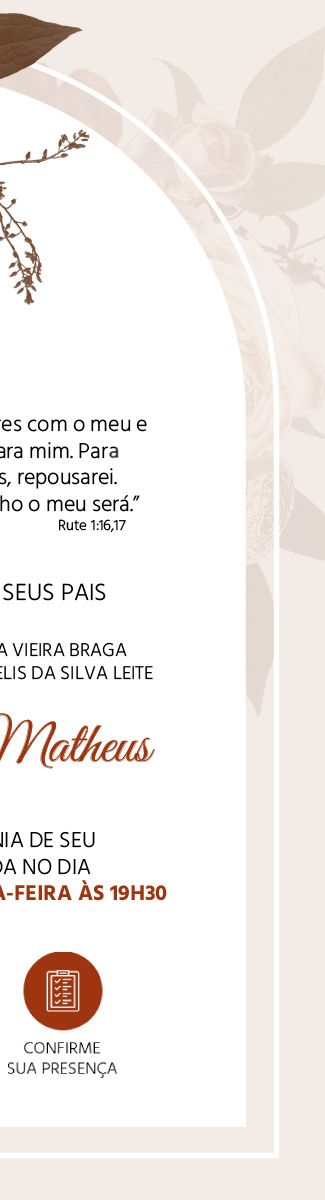 res com o meu e
ara mim. Para
s, repousarei.
ho o meu será.”
Rute 1:16,17
SEUS PAIS
A VIEIRA BRAGA
ELIS DA SILVA LEITE
Matheus
NIA DE SEU
DA NO DIA
A-FEIRA ÀS 19H30
CONFIRME
SUA PRESENÇA